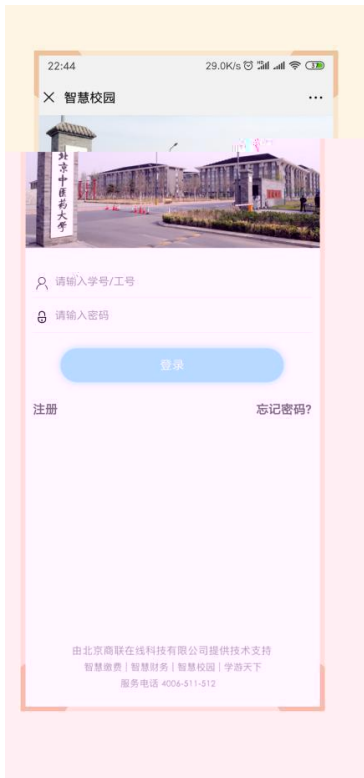 22:44 29.0K/s
智慧校园
北京中医药大学
请输入学号/工号
请输入密码
登录
注册 忘记密码?
由北京商联在线科技有限公司提供技术支持
智慧缴费 | 智慧财务 | 智慧校园 | 学游天下
服务电话 4006-511-512